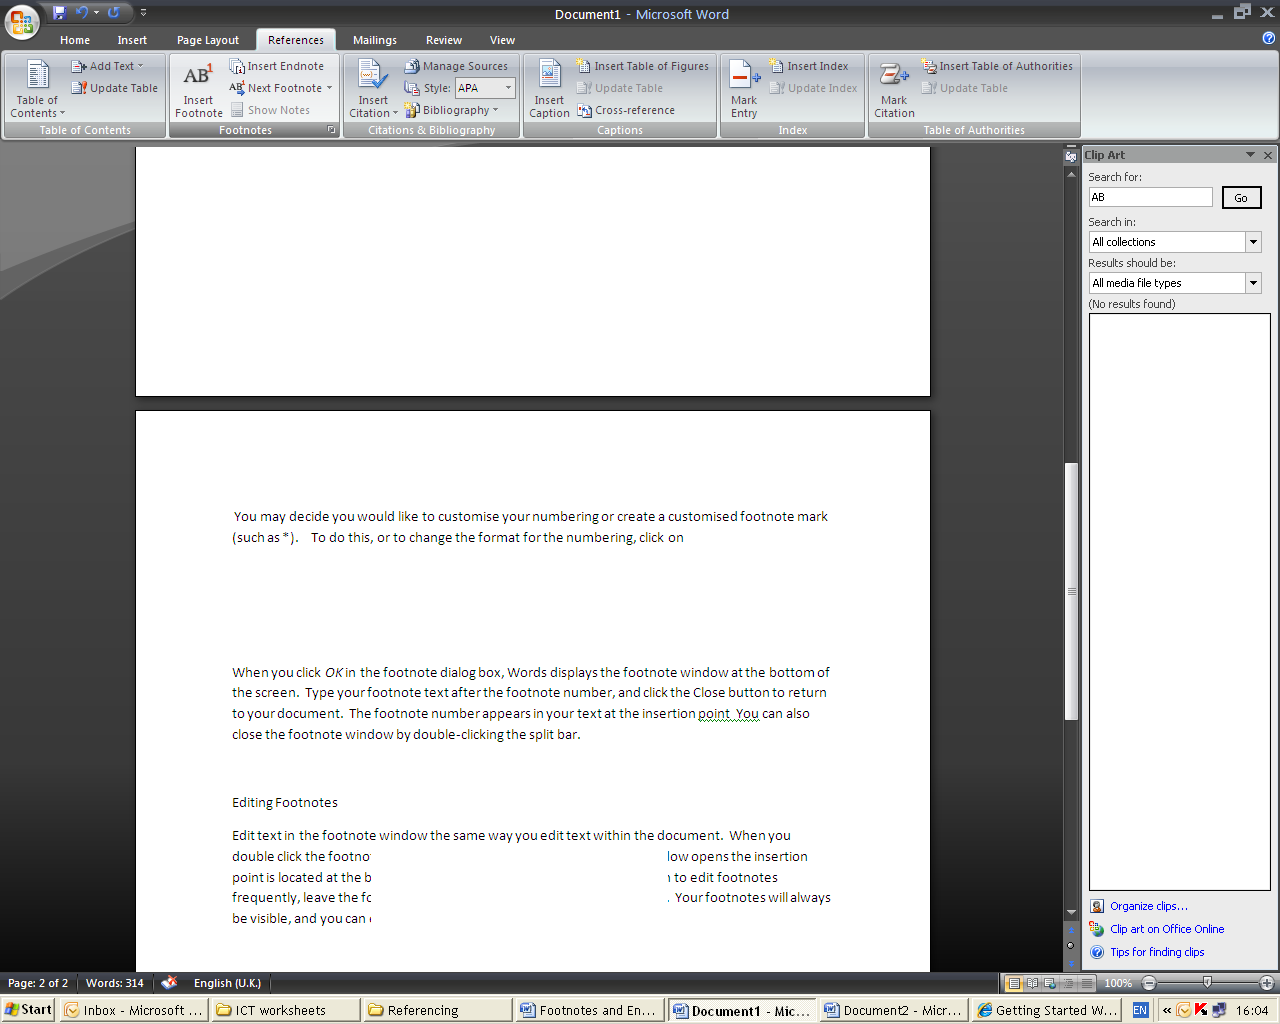 Document1 - Microsoft Word
Home Insert Page Layout References Mailings Review View
Table of Contents
Add Text
Update Table
Table of Contents
AB1
Insert Footnote
Insert Endnote
Next Footnote
Show Notes
Footnotes
Insert Citation
Manage Sources
Style: APA
Bibliography
Citations & Bibliography
Insert Caption
Insert Table of Figures
Update Table
Cross-reference
Captions
Mark Entry
Insert Index
Update Index
Index
Mark Citation
Insert Table of Authorities
Update Table
Table of Authorities
Clip Art
Search for:
AB
Go
Search in:
All collections
Results should be:
All media file types
(No results found)
Organize clips...
Clip art on Office Online
Tips for finding clips
You may decide you would like to customise your numbering or create a customised footnote mark
(such as *). To do this, or to change the format for the numbering, click on
When you click OK in the footnote dialog box, Words displays the footnote window at the bottom of
the screen. Type your footnote text after the footnote number, and click the Close button to return
to your document. The footnote number appears in your text at the insertion point You can also
close the footnote window by double-clicking the split bar.
Editing Footnotes
Edit text in the footnote window the same way you edit text within the document. When you
double click the footno low opens the insertion
point is located at the b to edit footnotes
frequently, leave the fo . Your footnotes will always
be visible, and you can
Page: 2 of 2 Words: 314 English (U.K.) 100%
Start Inbox - Microsoft ... ICT worksheets Referencing Footnotes and En... Document1 - Mic... Document2 - Micr... Getting Started W... EN « 16:04